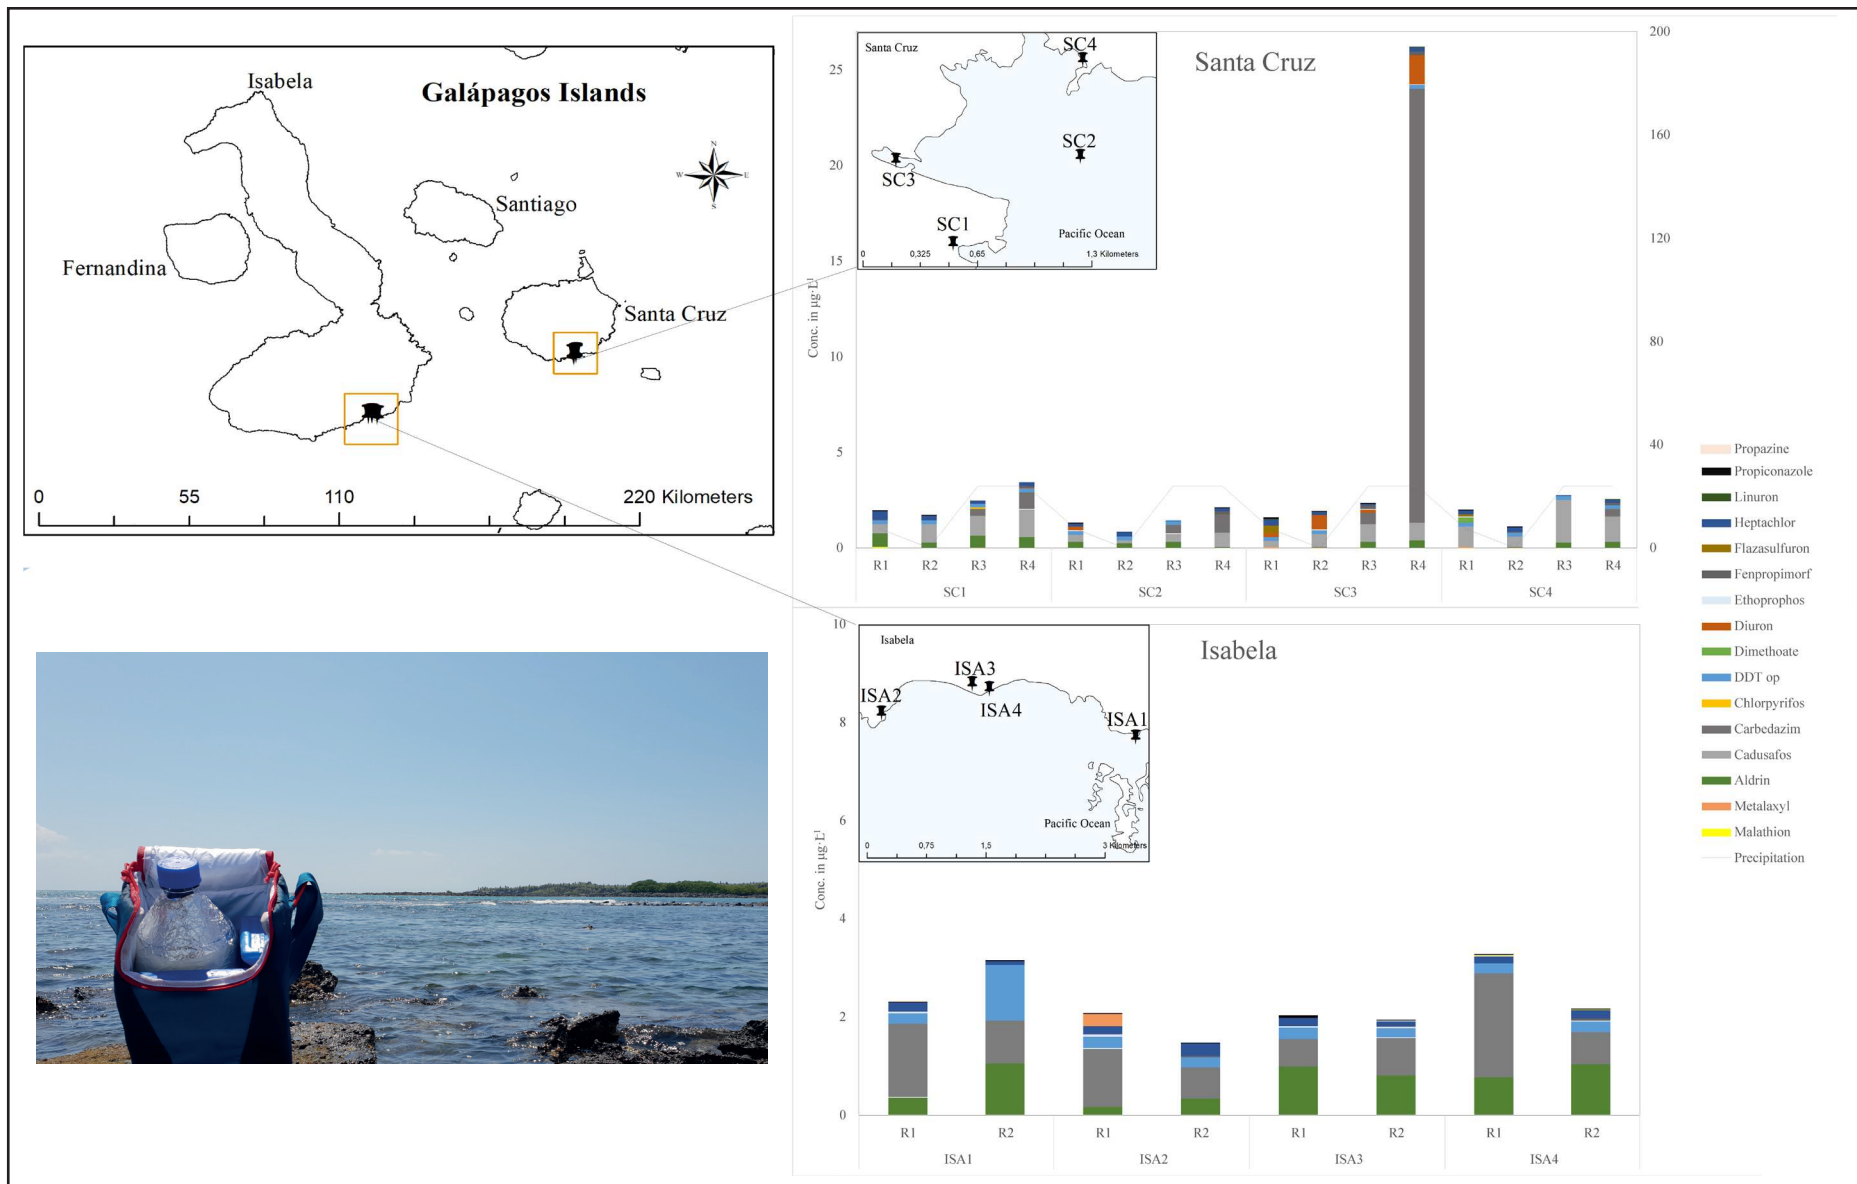 Galápagos Islands
Isabela
Santiago
Fernandina
Santa Cruz
N
W
E
S
0 55 110 220 Kilometers
Santa Cruz
Santa Cruz
SC4
SC2
SC3
SC1
Pacific Ocean
0 0,325 0,65 1,3 Kilometers
Conc. in µg·L¹
25
20
15
10
5
0
200
160
120
80
40
0
R1 R2 R3 R4 R1 R2 R3 R4 R1 R2 R3 R4 R1 R2 R3 R4
SC1 SC2 SC3 SC4
Isabela
Isabela
ISA3
ISA2
ISA4
ISA1
Pacific Ocean
0 0,75 1,5 3 Kilometers
Conc. in µg·L¹
10
8
6
4
2
0
R1 R2 R1 R2 R1 R2 R1 R2
ISA1 ISA2 ISA3 ISA4
Propazine
Propiconazole
Linuron
Heptachlor
Flazasulfuron
Fenpropimorf
Ethoprophos
Diuron
Dimethoate
DDT op
Chlorpyrifos
Carbedazim
Cadusafos
Aldrin
Metalaxyl
Malathion
Precipitation